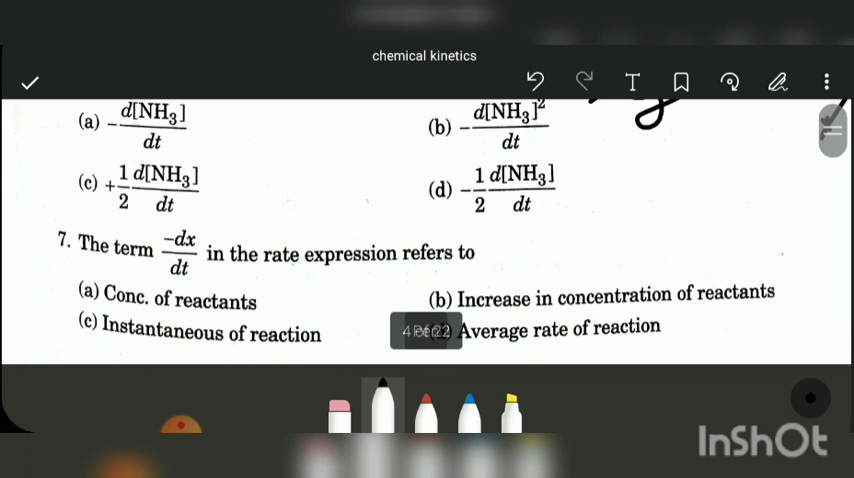 chemical kinetics
(a) -d[NH₃]/dt (b) -d[NH₃]²/dt
(c) +1/2 d[NH₃]/dt (d) -1/2 d[NH₃]/dt
7. The term -dx/dt in the rate expression refers to
(a) Conc. of reactants (b) Increase in concentration of reactants
(c) Instantaneous of reaction Average rate of reaction
InShOt